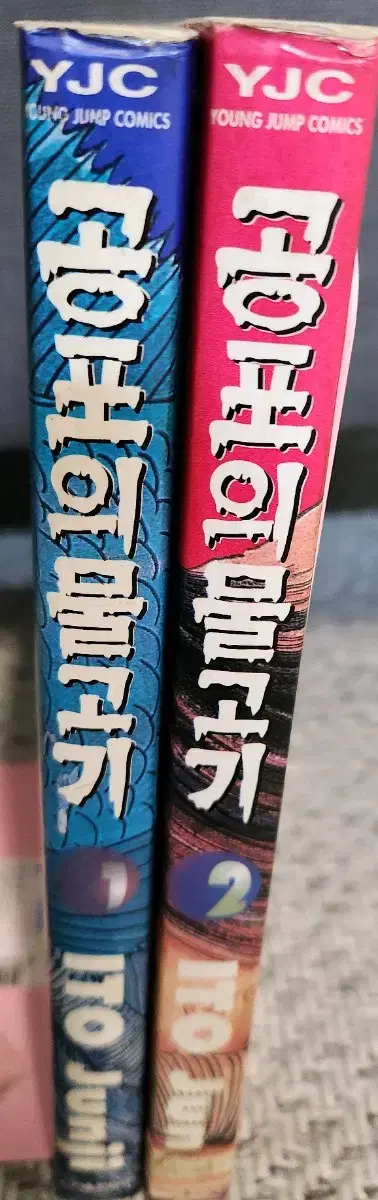 YJC
YOUNG JUMP COMICS
공포의 물고기
1
ITO Junji
YJC
YOUNG JUMP COMICS
공포의 물고기
2
ITO Jun